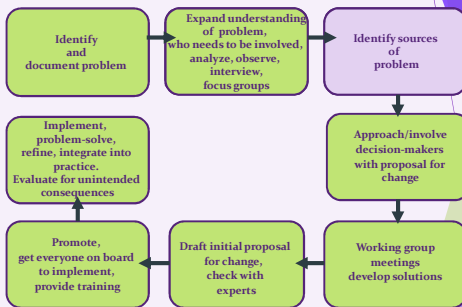 Identify
and
document problem
Expand understanding
of problem,
who needs to be involved,
analyze, observe,
interview,
focus groups
Identify sources
of
problem
Approach/involve
decision-makers
with proposal for
change
Working group
meetings
develop solutions
Draft initial proposal
for change,
check with
experts
Promote,
get everyone on board
to implement,
provide training
Implement,
problem-solve,
refine, integrate into
practice.
Evaluate for unintended
consequences